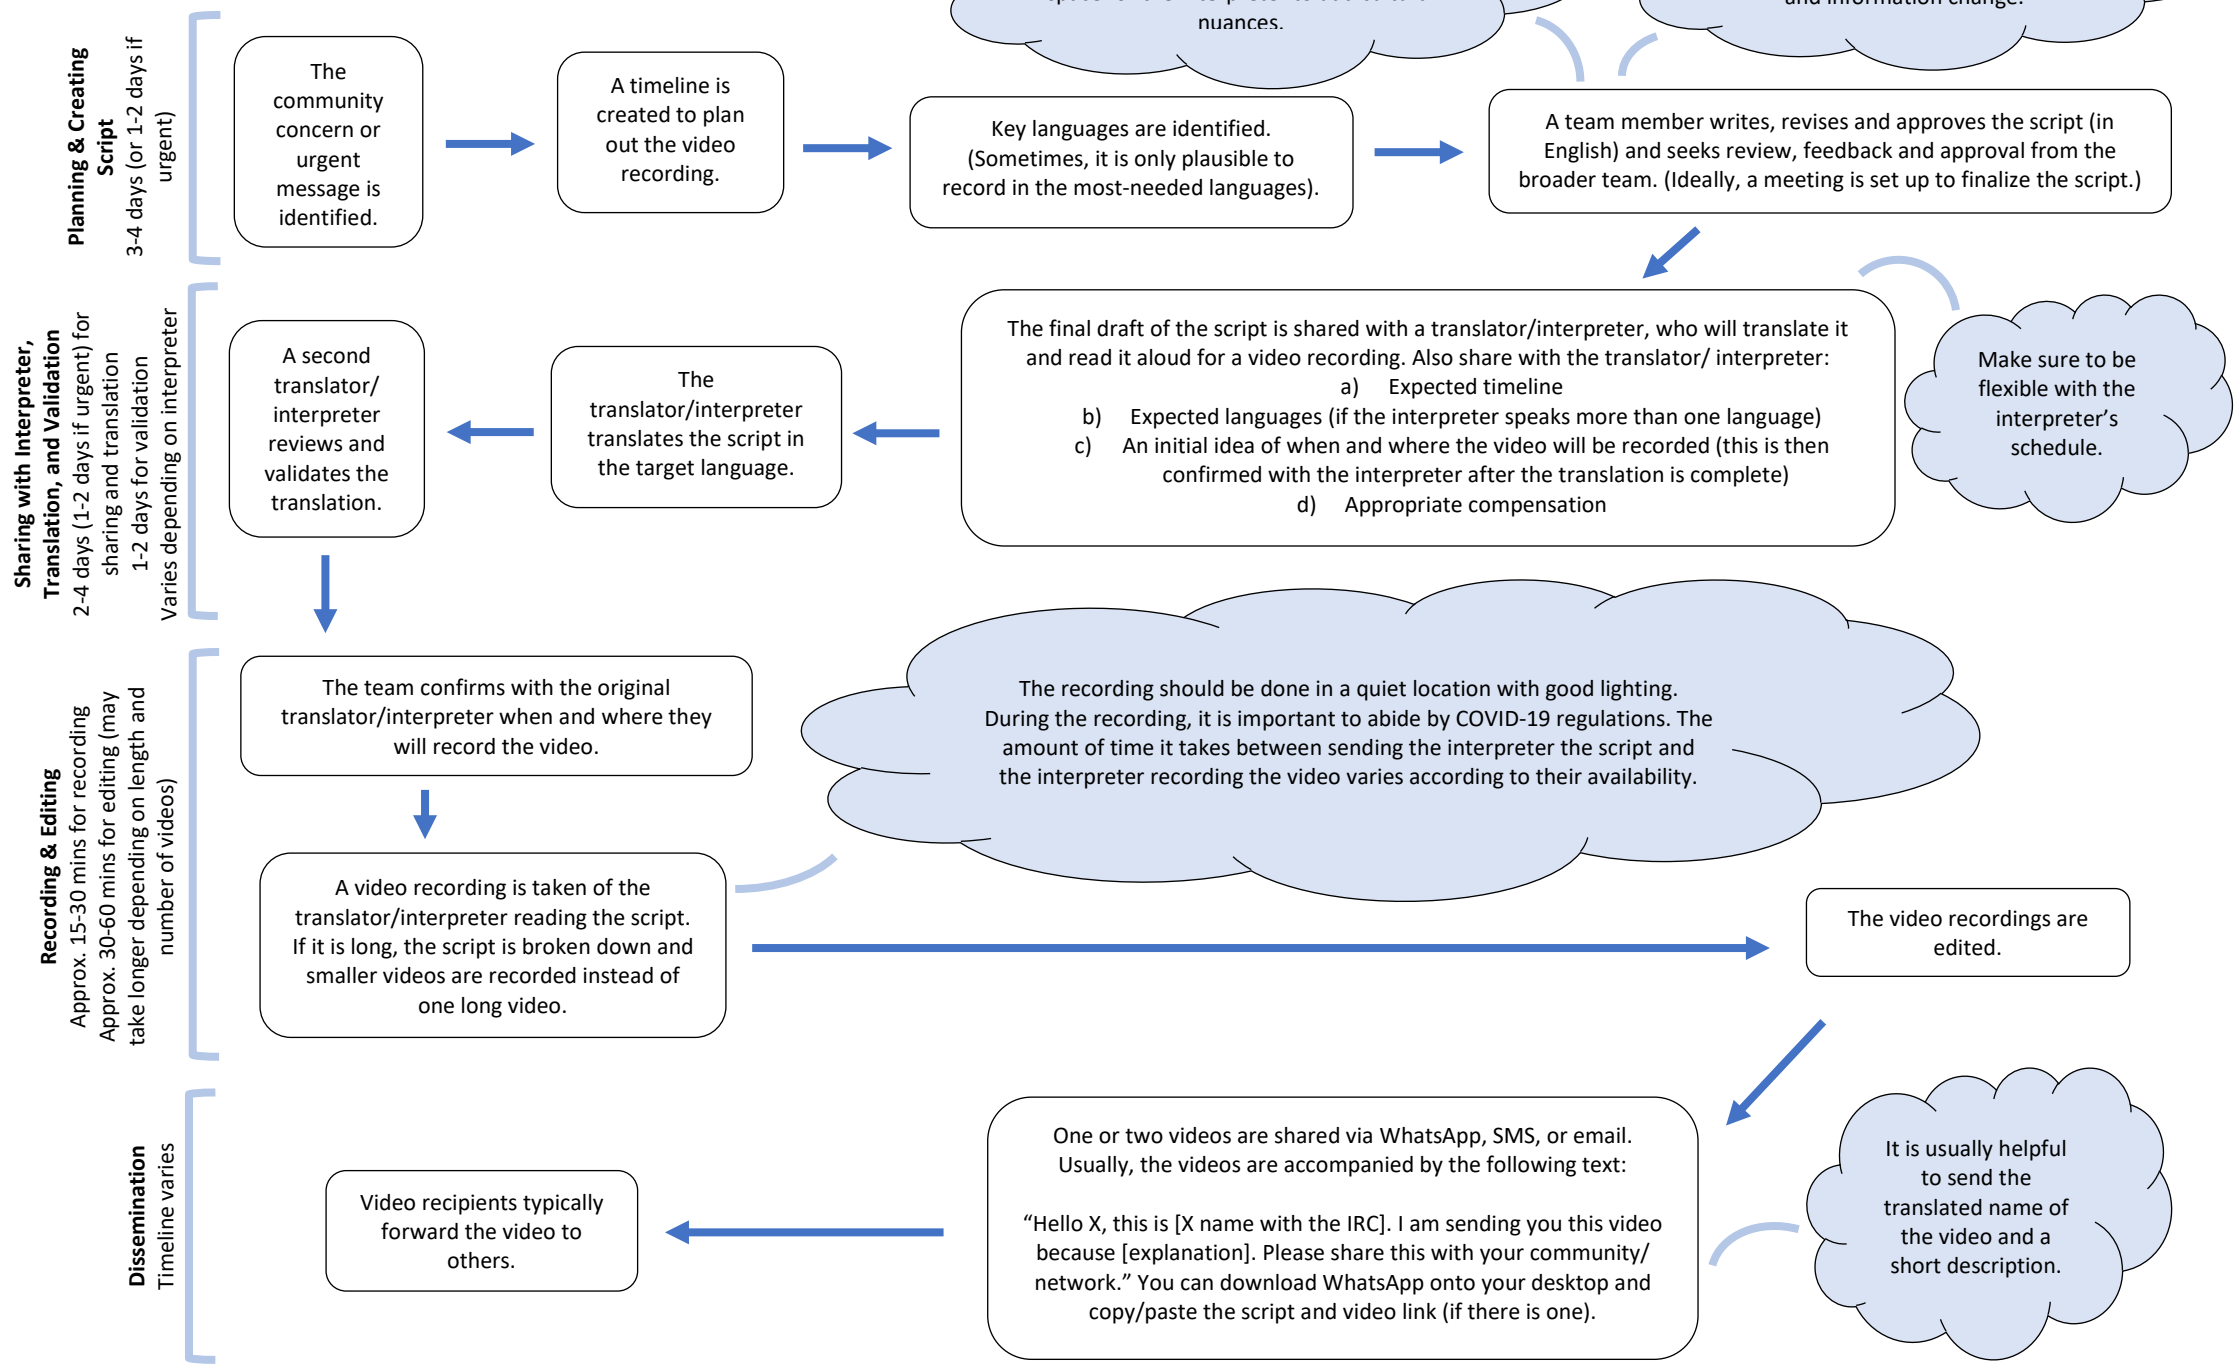 nuances.
and information change.
Planning & Creating
Script
3-4 days (or 1-2 days if
urgent)
The
community
concern or
urgent
message is
identified.
A timeline is
created to plan
out the video
recording.
Key languages are identified.
(Sometimes, it is only plausible to
record in the most-needed languages).
A team member writes, revises and approves the script (in
English) and seeks review, feedback and approval from the
broader team. (Ideally, a meeting is set up to finalize the script.)
Sharing with Interpreter,
Translation, and Validation
2-4 days (1-2 days if urgent) for
sharing and translation
1-2 days for validation
Varies depending on interpreter
The final draft of the script is shared with a translator/interpreter, who will translate it
and read it aloud for a video recording. Also share with the translator/ interpreter:
a) Expected timeline
b) Expected languages (if the interpreter speaks more than one language)
c) An initial idea of when and where the video will be recorded (this is then
confirmed with the interpreter after the translation is complete)
d) Appropriate compensation
Make sure to be
flexible with the
interpreter’s
schedule.
The
translator/interpreter
translates the script in
the target language.
A second
translator/
interpreter
reviews and
validates the
translation.
Recording & Editing
Approx. 15-30 mins for recording
Approx. 30-60 mins for editing (may
take longer depending on length and
number of videos)
The team confirms with the original
translator/interpreter when and where they
will record the video.
The recording should be done in a quiet location with good lighting.
During the recording, it is important to abide by COVID-19 regulations. The
amount of time it takes between sending the interpreter the script and
the interpreter recording the video varies according to their availability.
A video recording is taken of the
translator/interpreter reading the script.
If it is long, the script is broken down and
smaller videos are recorded instead of
one long video.
The video recordings are
edited.
Dissemination
Timeline varies
One or two videos are shared via WhatsApp, SMS, or email.
Usually, the videos are accompanied by the following text:
“Hello X, this is [X name with the IRC]. I am sending you this video
because [explanation]. Please share this with your community/
network.” You can download WhatsApp onto your desktop and
copy/paste the script and video link (if there is one).
It is usually helpful
to send the
translated name of
the video and a
short description.
Video recipients typically
forward the video to
others.